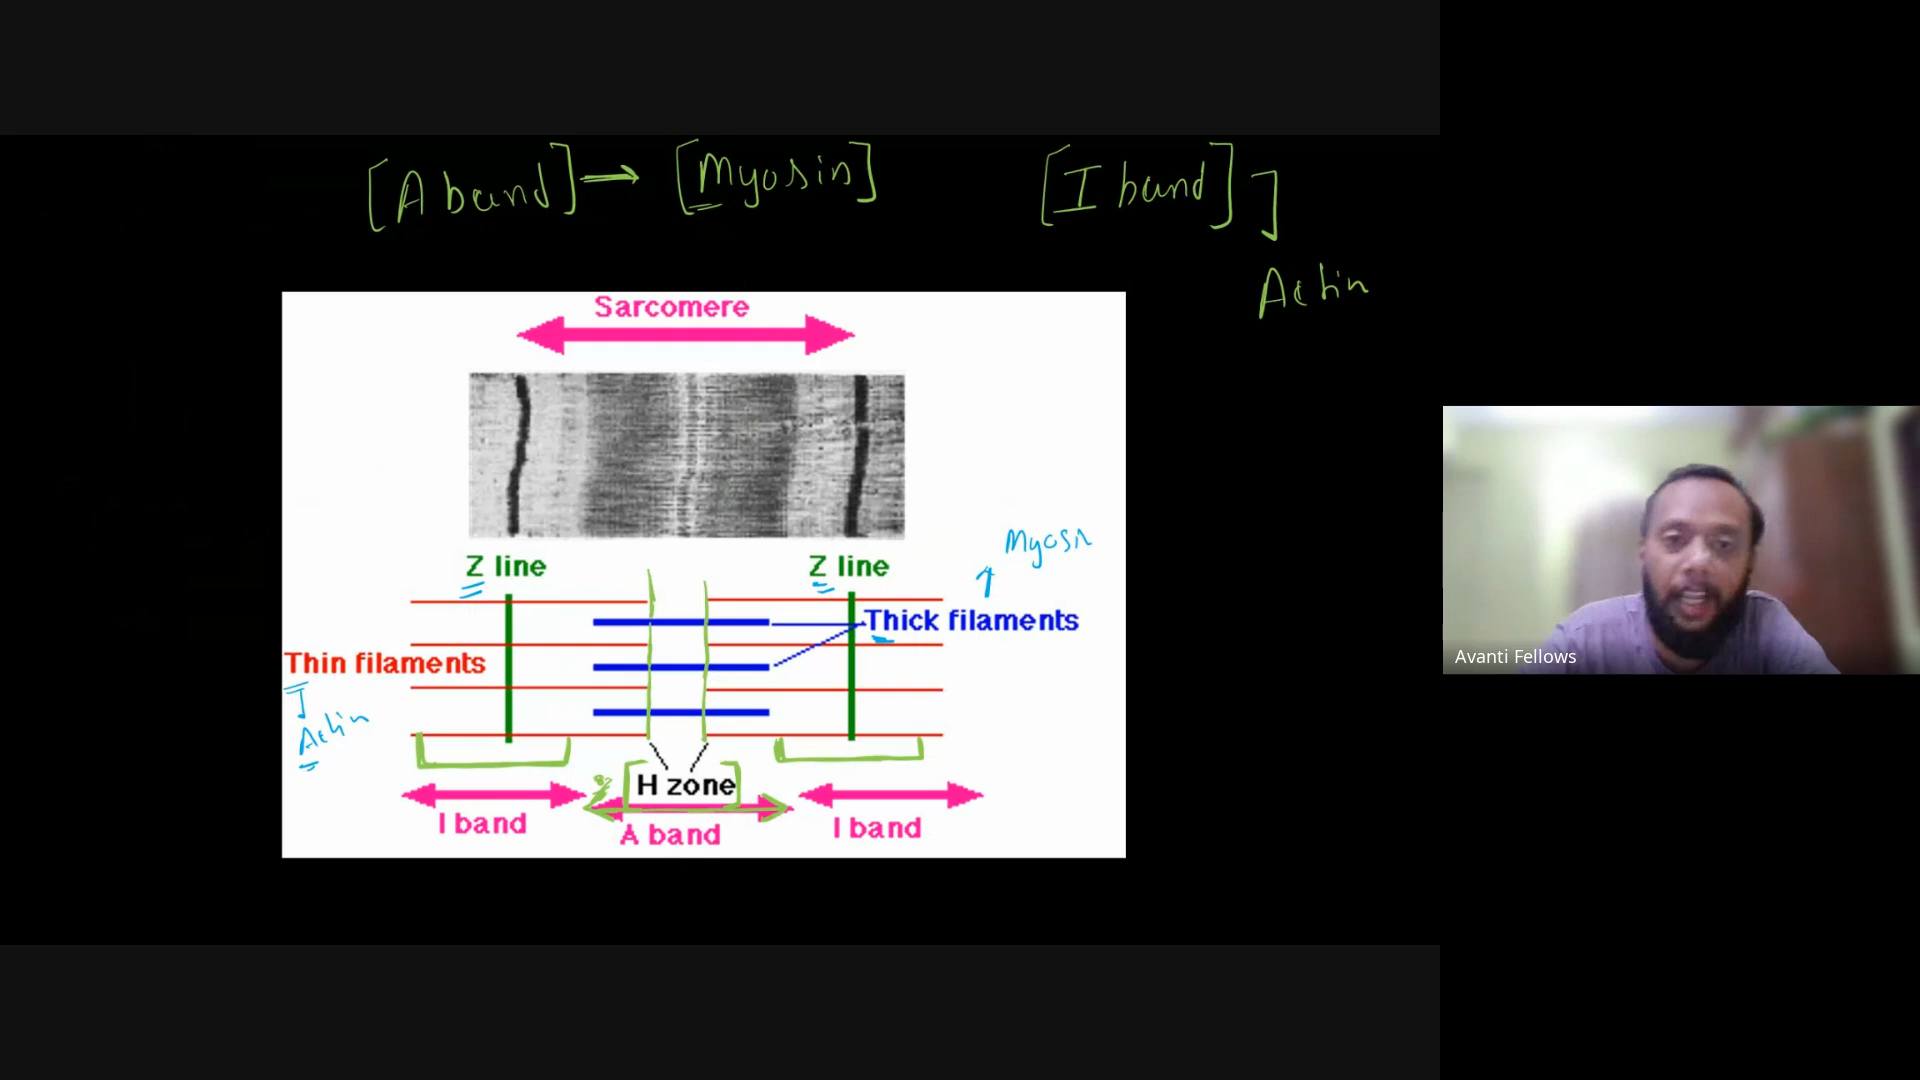 [A band] → [Myosin] [I band]
Actin
Sarcomere
Myosin
Z line Z line
Thick filaments
Thin filaments
Actin
H zone
I band A band I band
Avanti Fellows